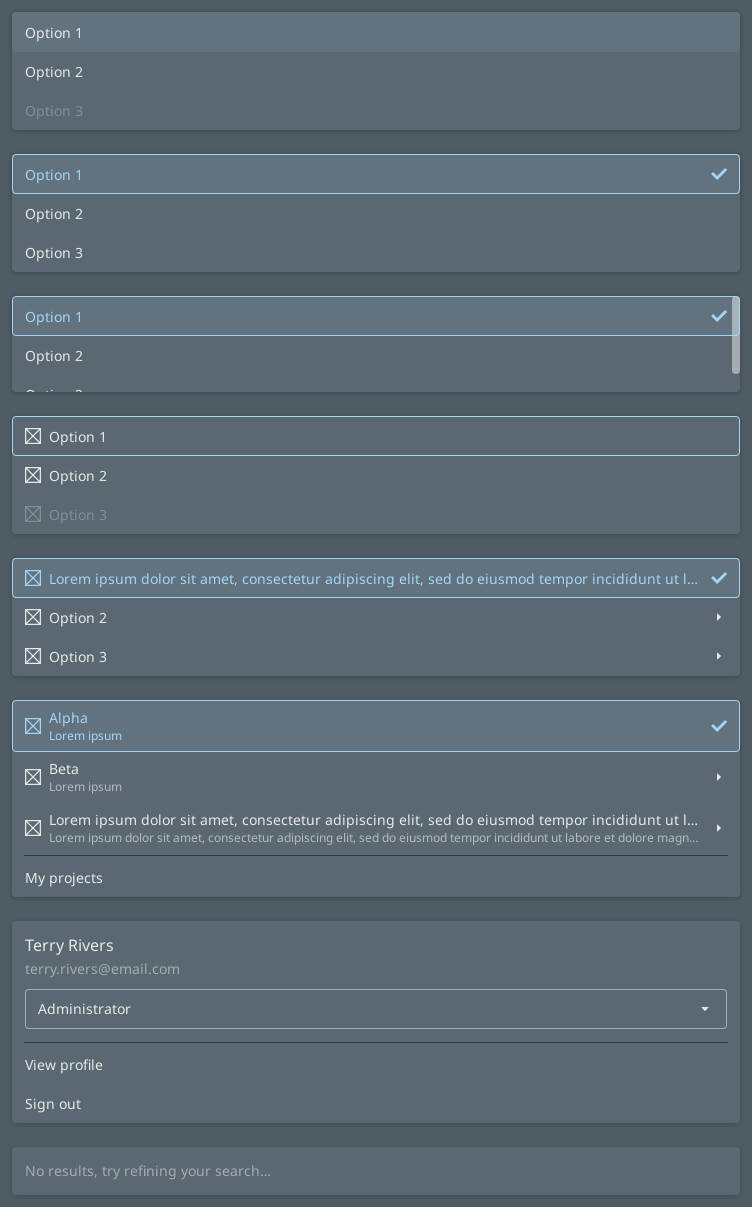 Option 1
Option 2
Option 3
Option 1
Option 2
Option 3
Option 1
Option 2
Option 1
Option 2
Option 3
Lorem ipsum dolor sit amet, consectetur adipiscing elit, sed do eiusmod tempor incididunt ut l...
Option 2
Option 3
Alpha
Lorem ipsum
Beta
Lorem ipsum
Lorem ipsum dolor sit amet, consectetur adipiscing elit, sed do eiusmod tempor incididunt ut l...
Lorem ipsum dolor sit amet, consectetur adipiscing elit, sed do eiusmod tempor incididunt ut labore et dolore magn...
My projects
Terry Rivers
terry.rivers@email.com
Administrator
View profile
Sign out
No results, try refining your search...